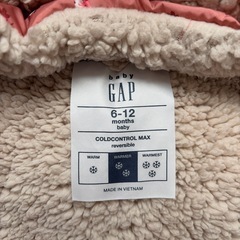 baby
GAP
6-12
months
baby
COLDCONTROL MAX
reversible
WARM WARMER WARMEST
MADE IN VIETNAM